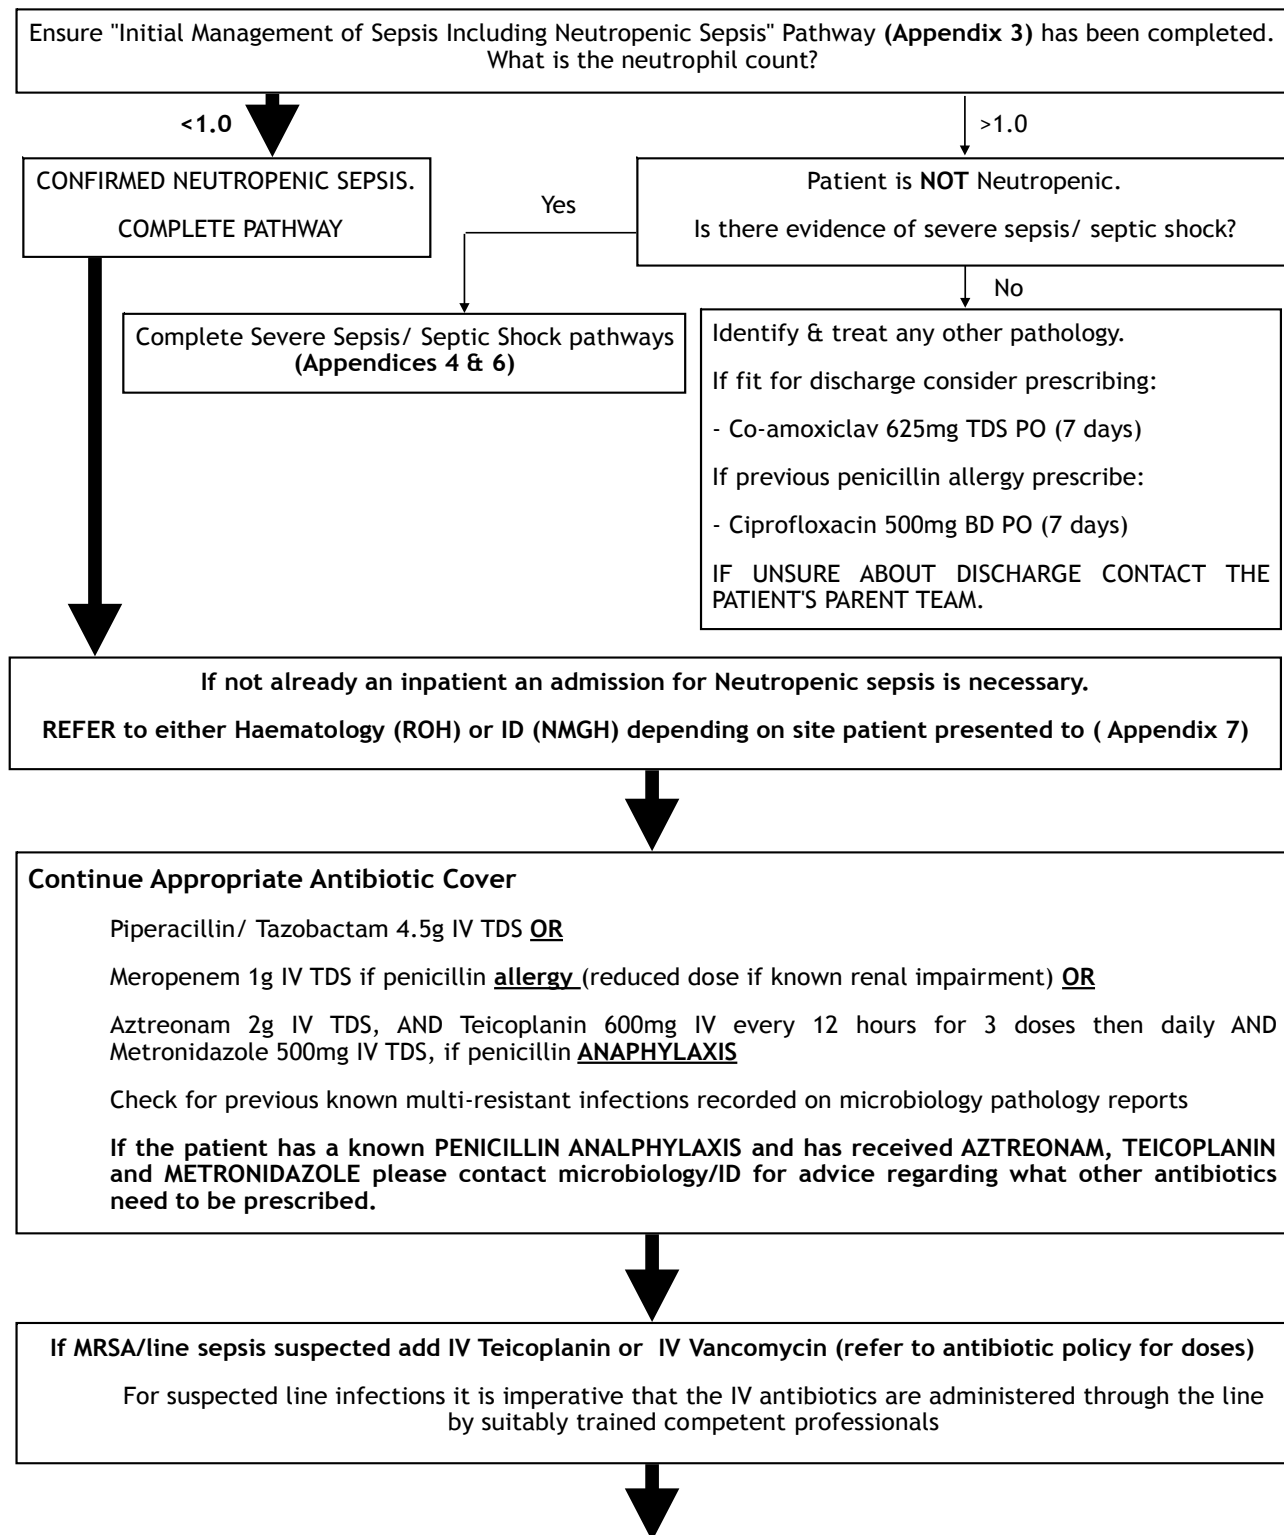 Ensure "Initial Management of Sepsis Including Neutropenic Sepsis" Pathway (Appendix 3) has been completed.
What is the neutrophil count?
<1.0
>1.0
CONFIRMED NEUTROPENIC SEPSIS.
COMPLETE PATHWAY
Patient is NOT Neutropenic.
Is there evidence of severe sepsis/ septic shock?
Yes
No
Complete Severe Sepsis/ Septic Shock pathways
(Appendices 4 & 6)
Identify & treat any other pathology.
If fit for discharge consider prescribing:
- Co-amoxiclav 625mg TDS PO (7 days)
If previous penicillin allergy prescribe:
- Ciprofloxacin 500mg BD PO (7 days)
IF UNSURE ABOUT DISCHARGE CONTACT THE
PATIENT'S PARENT TEAM.
If not already an inpatient an admission for Neutropenic sepsis is necessary.
REFER to either Haematology (ROH) or ID (NMGH) depending on site patient presented to ( Appendix 7)
Continue Appropriate Antibiotic Cover
Piperacillin/ Tazobactam 4.5g IV TDS OR
Meropenem 1g IV TDS if penicillin allergy (reduced dose if known renal impairment) OR
Aztreonam 2g IV TDS, AND Teicoplanin 600mg IV every 12 hours for 3 doses then daily AND
Metronidazole 500mg IV TDS, if penicillin ANAPHYLAXIS
Check for previous known multi-resistant infections recorded on microbiology pathology reports
If the patient has a known PENICILLIN ANALPHYLAXIS and has received AZTREONAM, TEICOPLANIN
and METRONIDAZOLE please contact microbiology/ID for advice regarding what other antibiotics
need to be prescribed.
If MRSA/line sepsis suspected add IV Teicoplanin or IV Vancomycin (refer to antibiotic policy for doses)
For suspected line infections it is imperative that the IV antibiotics are administered through the line
by suitably trained competent professionals